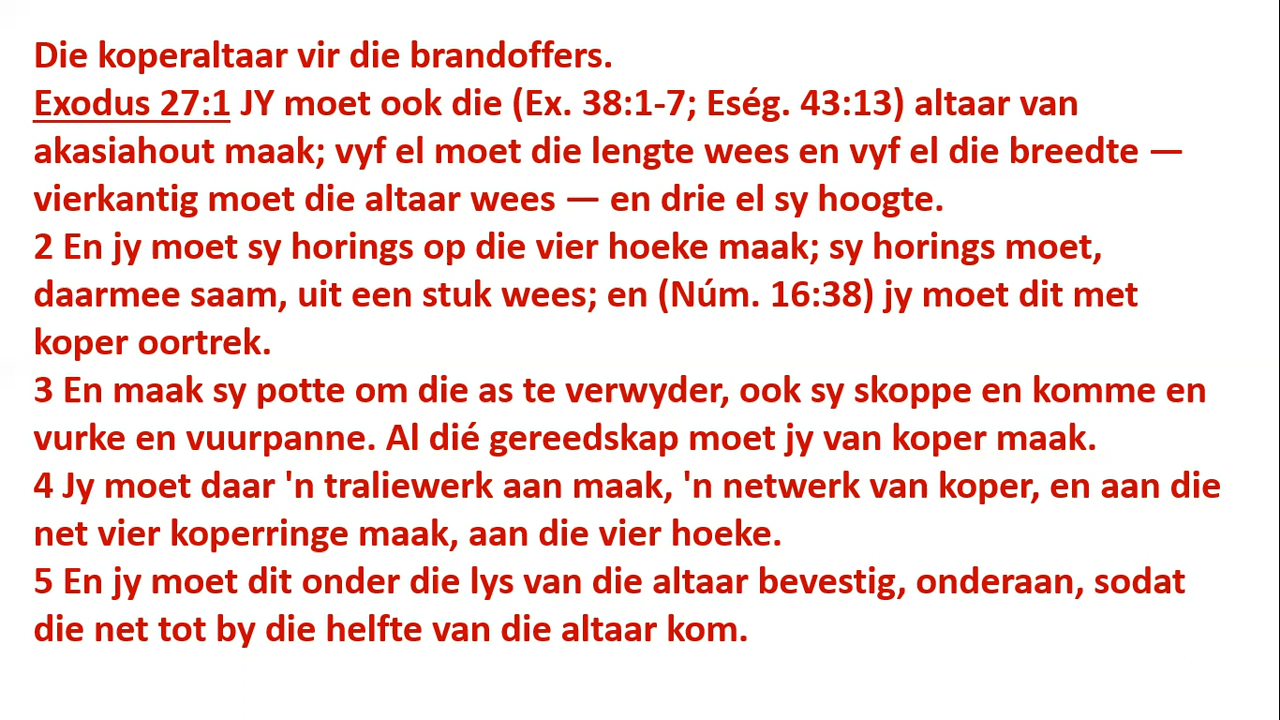 Die koperaltaar vir die brandoffers.
Exodus 27:1 JY moet ook die (Ex. 38:1-7; Eség. 43:13) altaar van
akasiahout maak; vyf el moet die lengte wees en vyf el die breedte —
vierkantig moet die altaar wees — en drie el sy hoogte.
2 En jy moet sy horings op die vier hoeke maak; sy horings moet,
daarmee saam, uit een stuk wees; en (Núm. 16:38) jy moet dit met
koper oortrek.
3 En maak sy potte om die as te verwyder, ook sy skoppe en komme en
vurke en vuurpanne. Al dié gereedskap moet jy van koper maak.
4 Jy moet daar 'n traliewerk aan maak, 'n netwerk van koper, en aan die
net vier koperringe maak, aan die vier hoeke.
5 En jy moet dit onder die lys van die altaar bevestig, onderaan, sodat
die net tot by die helfte van die altaar kom.